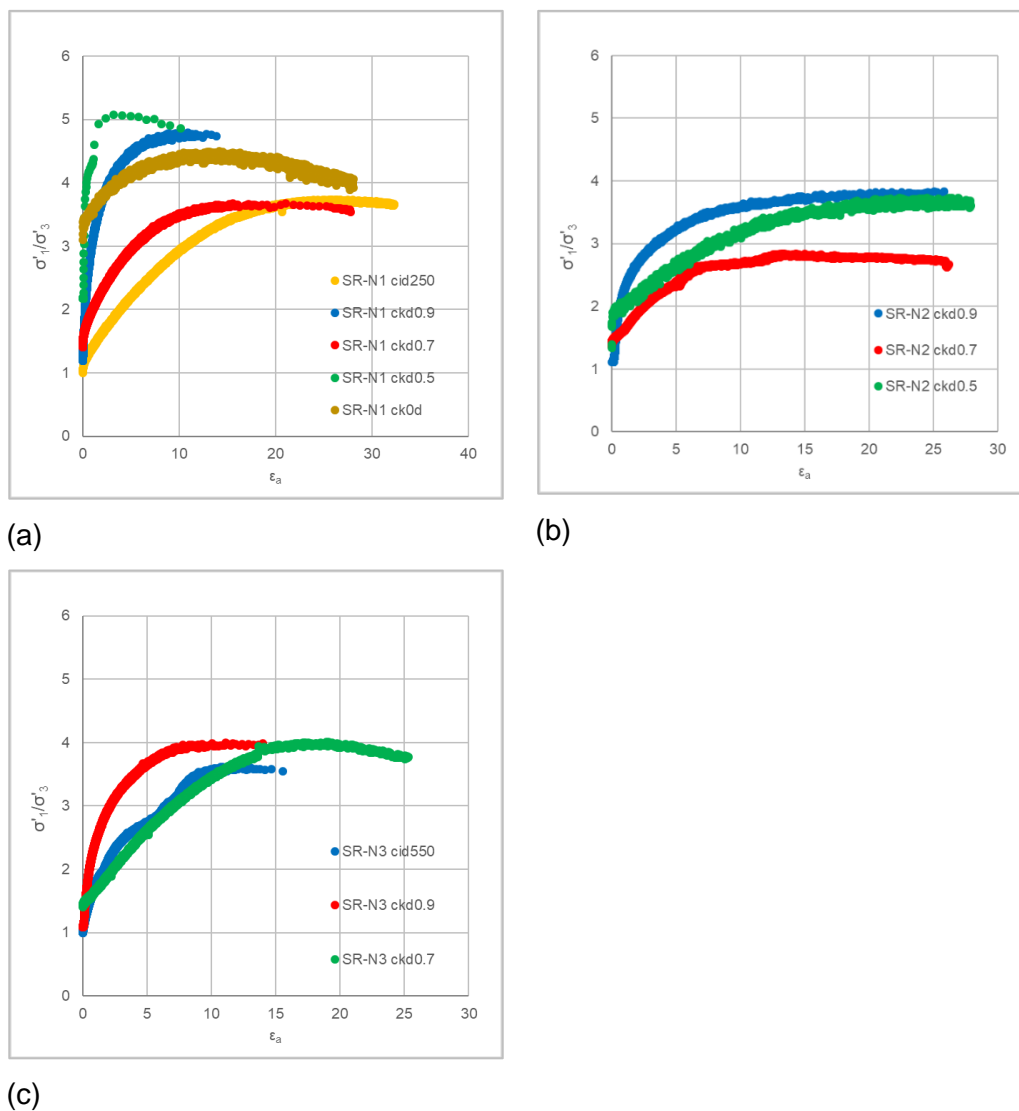 6
5
4
3
2
1
0
σ'₁/σ'₃
0 10 20 30 40
εₐ
SR-N1 cid250
SR-N1 ckd0.9
SR-N1 ckd0.7
SR-N1 ckd0.5
SR-N1 ck0d
(a)
6
5
4
3
2
1
0
σ'₁/σ'₃
0 5 10 15 20 25 30
εₐ
SR-N2 ckd0.9
SR-N2 ckd0.7
SR-N2 ckd0.5
(b)
6
5
4
3
2
1
0
σ'₁/σ'₃
0 5 10 15 20 25 30
εₐ
SR-N3 cid550
SR-N3 ckd0.9
SR-N3 ckd0.7
(c)